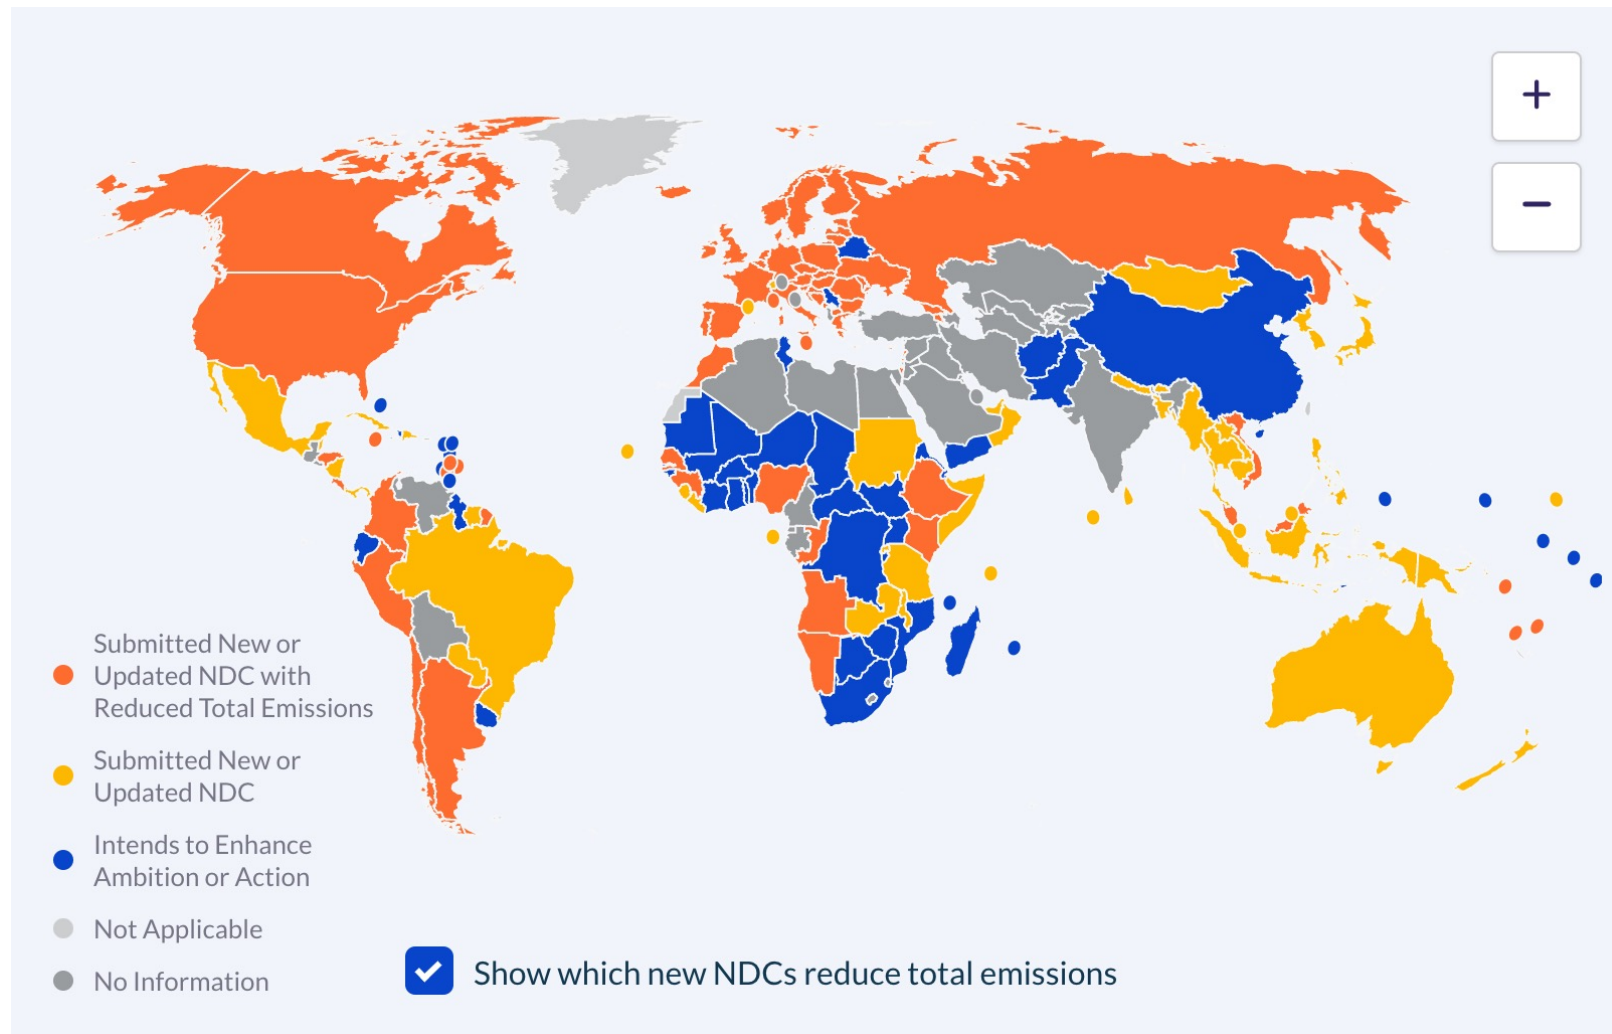 +
−
Submitted New or
Updated NDC with
Reduced Total Emissions
Submitted New or
Updated NDC
Intends to Enhance
Ambition or Action
Not Applicable
No Information
Show which new NDCs reduce total emissions